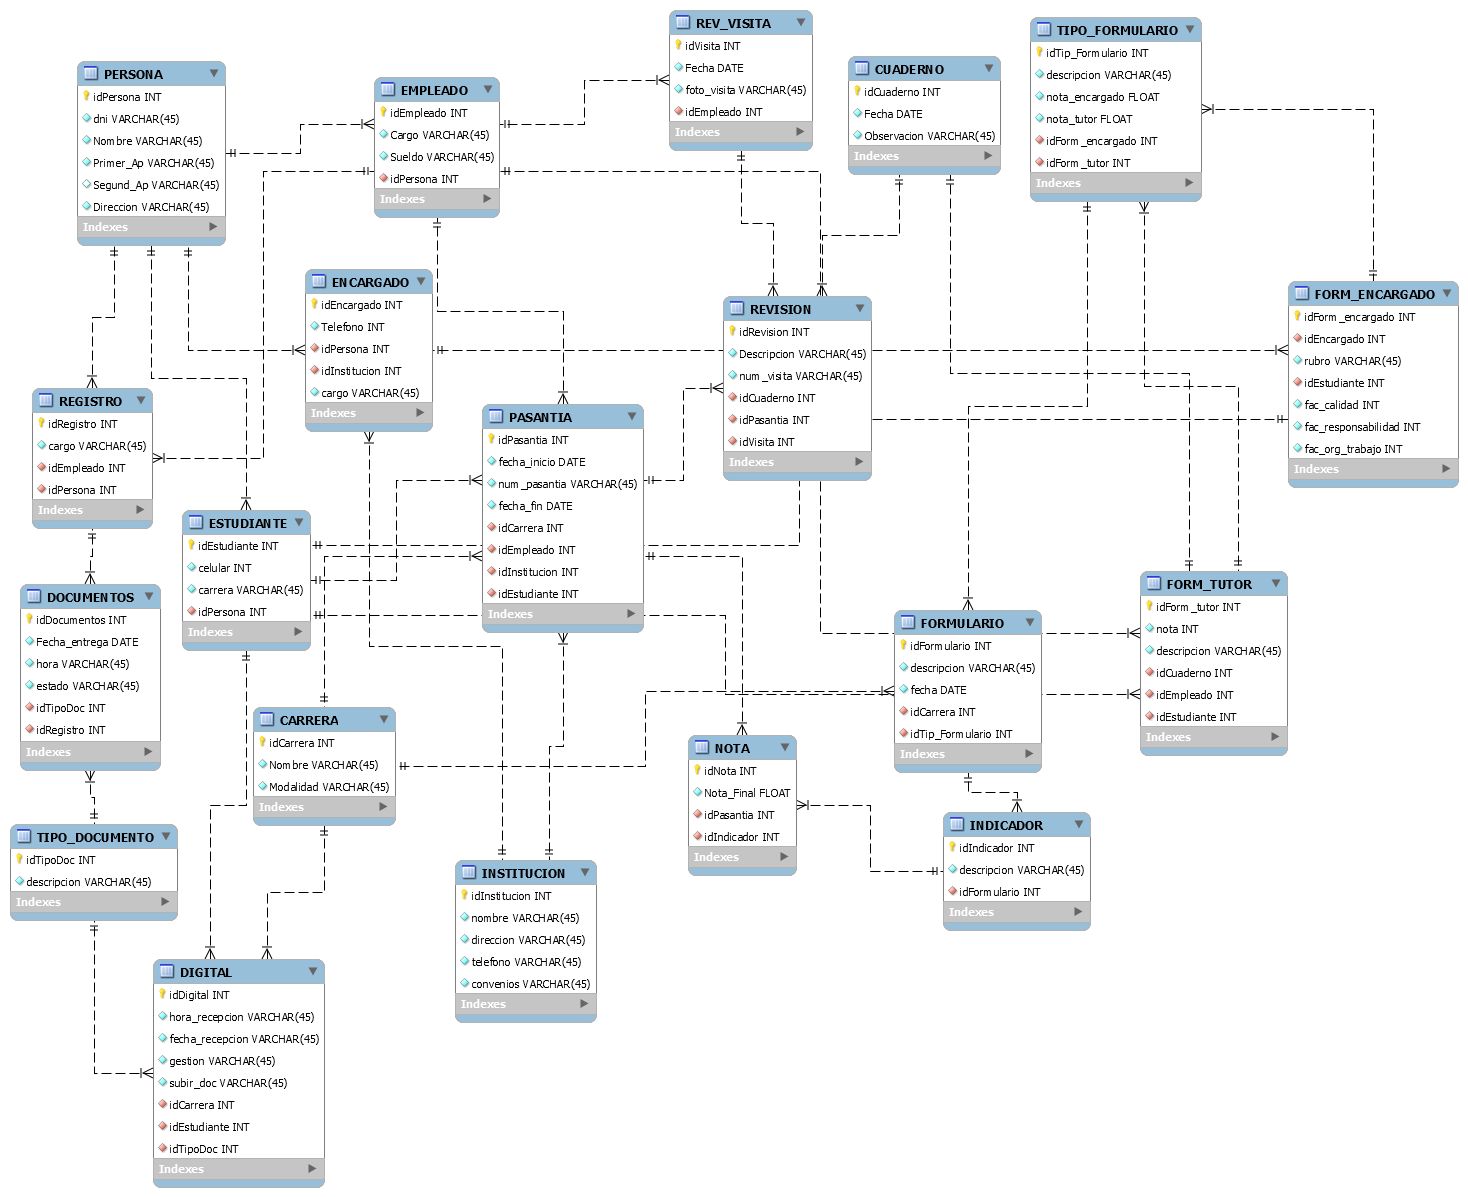 PERSONA
idPersona INT
dni VARCHAR(45)
Nombre VARCHAR(45)
Primer_Ap VARCHAR(45)
Segund_Ap VARCHAR(45)
Direccion VARCHAR(45)
Indexes
EMPLEADO
idEmpleado INT
Cargo VARCHAR(45)
Sueldo VARCHAR(45)
idPersona INT
Indexes
REV_VISITA
idVisita INT
Fecha DATE
foto_visita VARCHAR(45)
idEmpleado INT
Indexes
CUADERNO
idCuaderno INT
Fecha DATE
Observacion VARCHAR(45)
Indexes
TIPO_FORMULARIO
idTip_Formulario INT
descripcion VARCHAR(45)
nota_encargado FLOAT
nota_tutor FLOAT
idForm_encargado INT
idForm_tutor INT
Indexes
ENCARGADO
idEncargado INT
Telefono INT
idPersona INT
idInstitucion INT
cargo VARCHAR(45)
Indexes
REVISION
idRevision INT
Descripcion VARCHAR(45)
num_visita VARCHAR(45)
idCuaderno INT
idPasantia INT
idVisita INT
Indexes
FORM_ENCARGADO
idForm_encargado INT
idEncargado INT
rubro VARCHAR(45)
idEstudiante INT
fac_calidad INT
fac_responsabilidad INT
fac_org_trabajo INT
Indexes
REGISTRO
idRegistro INT
cargo VARCHAR(45)
idEmpleado INT
idPersona INT
Indexes
PASANTIA
idPasantia INT
fecha_inicio DATE
num_pasantia VARCHAR(45)
fecha_fin DATE
idCarrera INT
idEmpleado INT
idInstitucion INT
idEstudiante INT
Indexes
ESTUDIANTE
idEstudiante INT
celular INT
carrera VARCHAR(45)
idPersona INT
Indexes
DOCUMENTOS
idDocumentos INT
Fecha_entrega DATE
hora VARCHAR(45)
estado VARCHAR(45)
idTipoDoc INT
idRegistro INT
Indexes
FORM_TUTOR
idForm_tutor INT
nota INT
descripcion VARCHAR(45)
idCuaderno INT
idEmpleado INT
idEstudiante INT
Indexes
FORMULARIO
idFormulario INT
descripcion VARCHAR(45)
fecha DATE
idCarrera INT
idTip_Formulario INT
Indexes
CARRERA
idCarrera INT
Nombre VARCHAR(45)
Modalidad VARCHAR(45)
Indexes
NOTA
idNota INT
Nota_Final FLOAT
idPasantia INT
idIndicador INT
Indexes
INDICADOR
idIndicador INT
descripcion VARCHAR(45)
idFormulario INT
Indexes
TIPO_DOCUMENTO
idTipoDoc INT
descripcion VARCHAR(45)
Indexes
INSTITUCION
idInstitucion INT
nombre VARCHAR(45)
direccion VARCHAR(45)
telefono VARCHAR(45)
convenios VARCHAR(45)
Indexes
DIGITAL
idDigital INT
hora_recepcion VARCHAR(45)
fecha_recepcion VARCHAR(45)
gestion VARCHAR(45)
subir_doc VARCHAR(45)
idCarrera INT
idEstudiante INT
idTipoDoc INT
Indexes